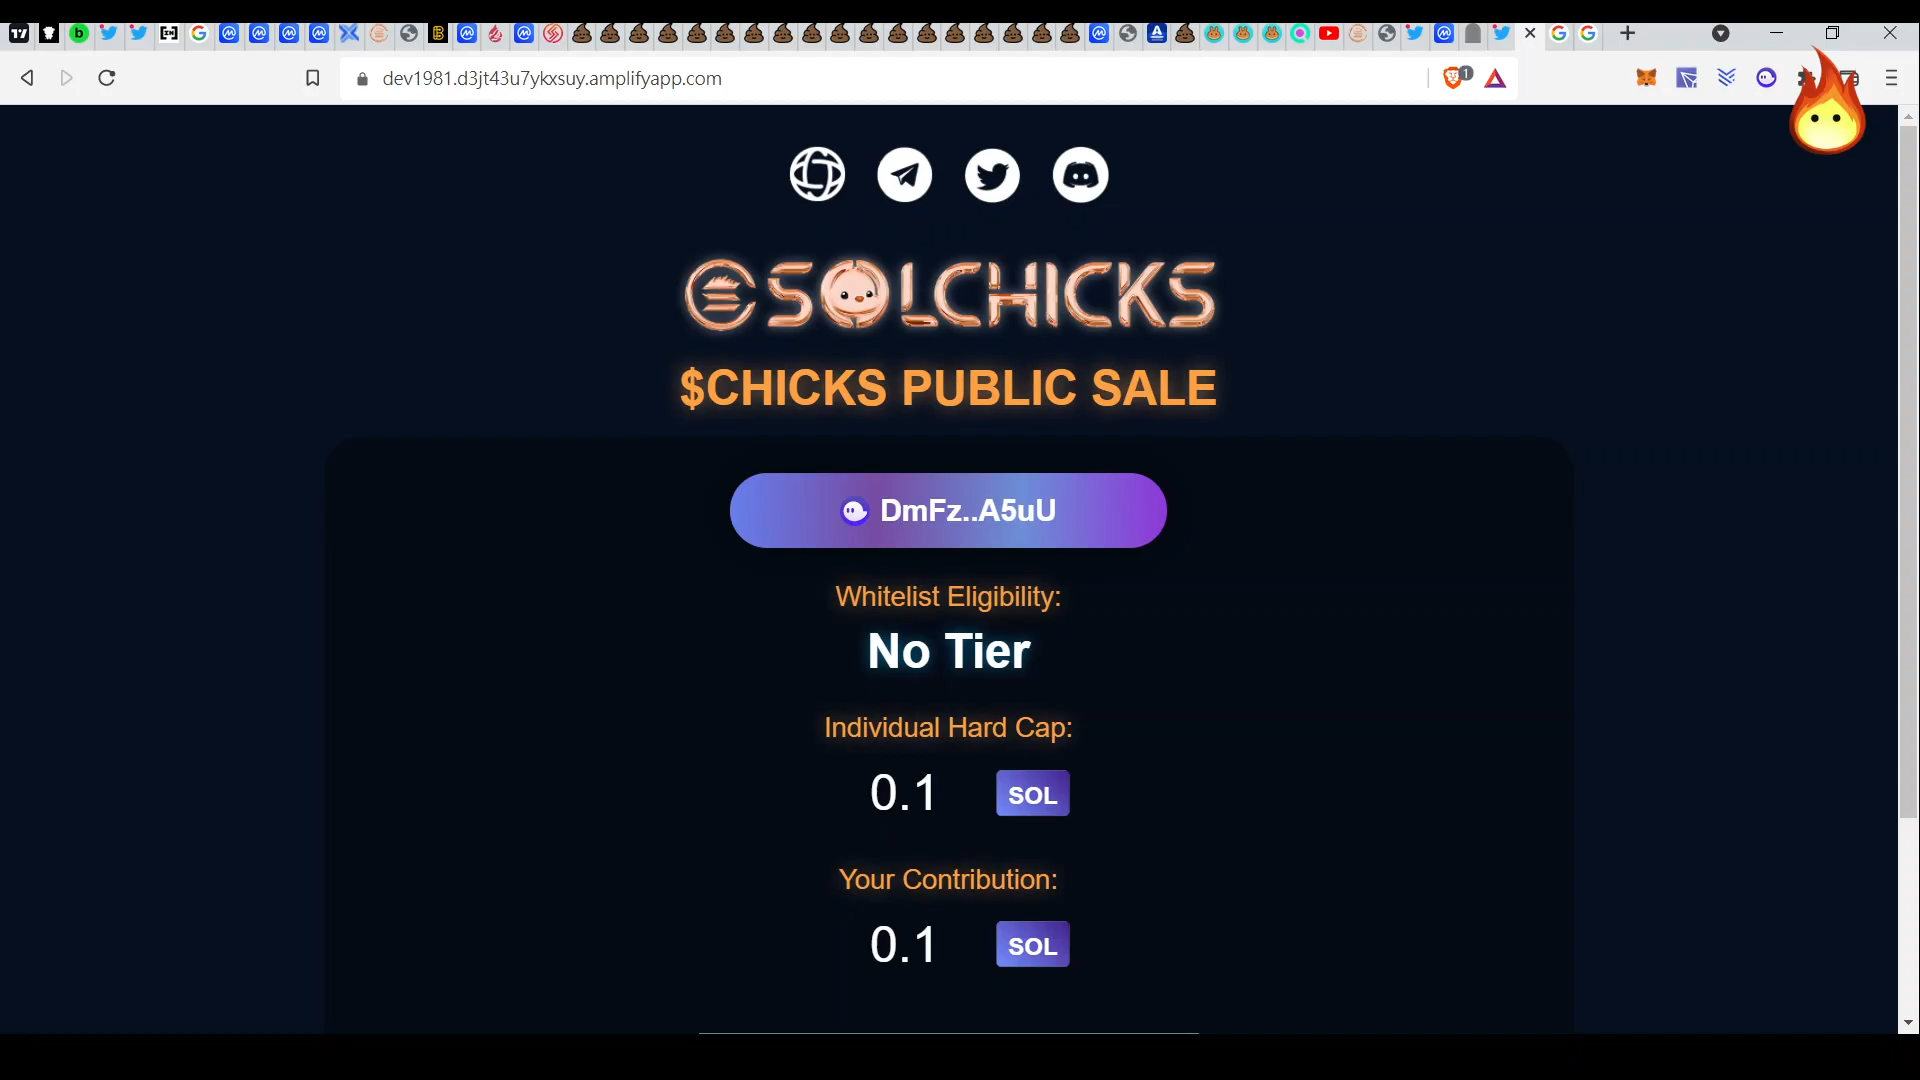 dev1981.d3jt43u7ykxsuy.amplifyapp.com
1
SOLCHICKS
$CHICKS PUBLIC SALE
DmFz..A5uU
Whitelist Eligibility:
No Tier
Individual Hard Cap:
0.1 SOL
Your Contribution:
0.1 SOL